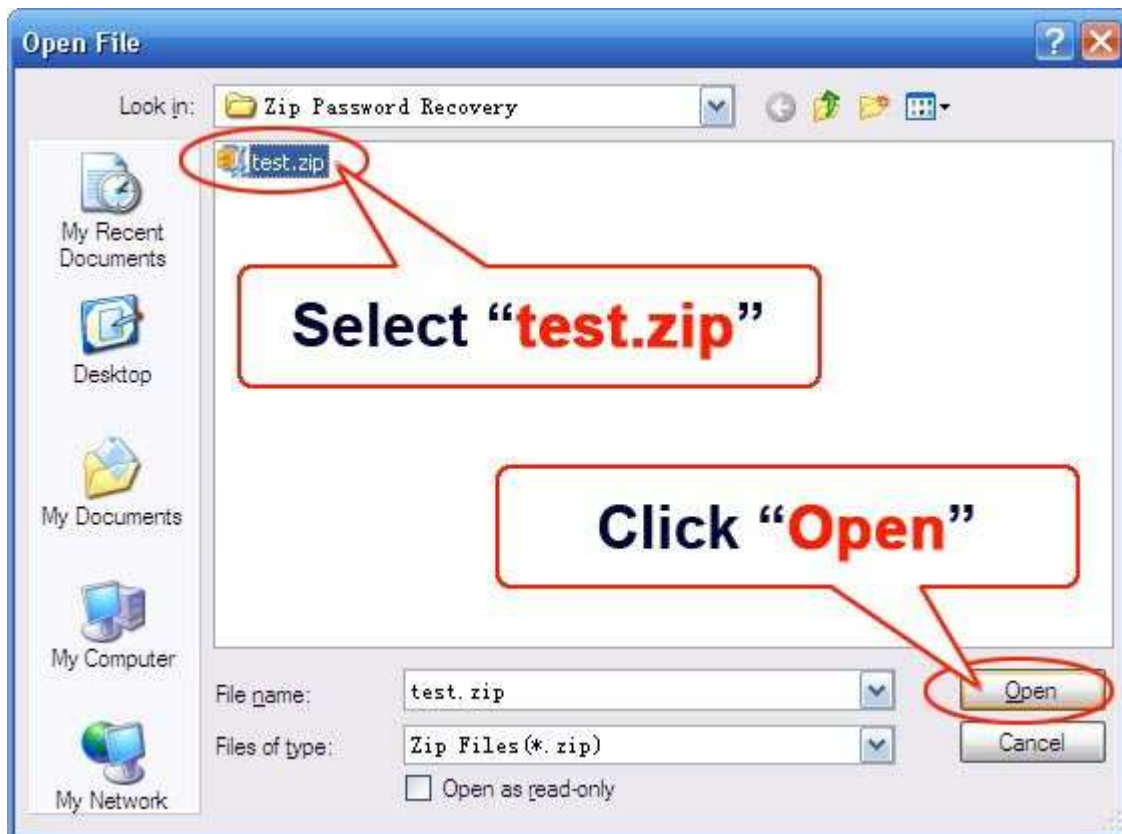 Open File
Look in:
Zip Password Recovery
test.zip
My Recent
Documents
Select “test.zip”
Desktop
My Documents
Click “Open”
My Computer
File name:
test.zip
Open
Files of type:
Zip Files(*.zip)
Cancel
Open as read-only
My Network